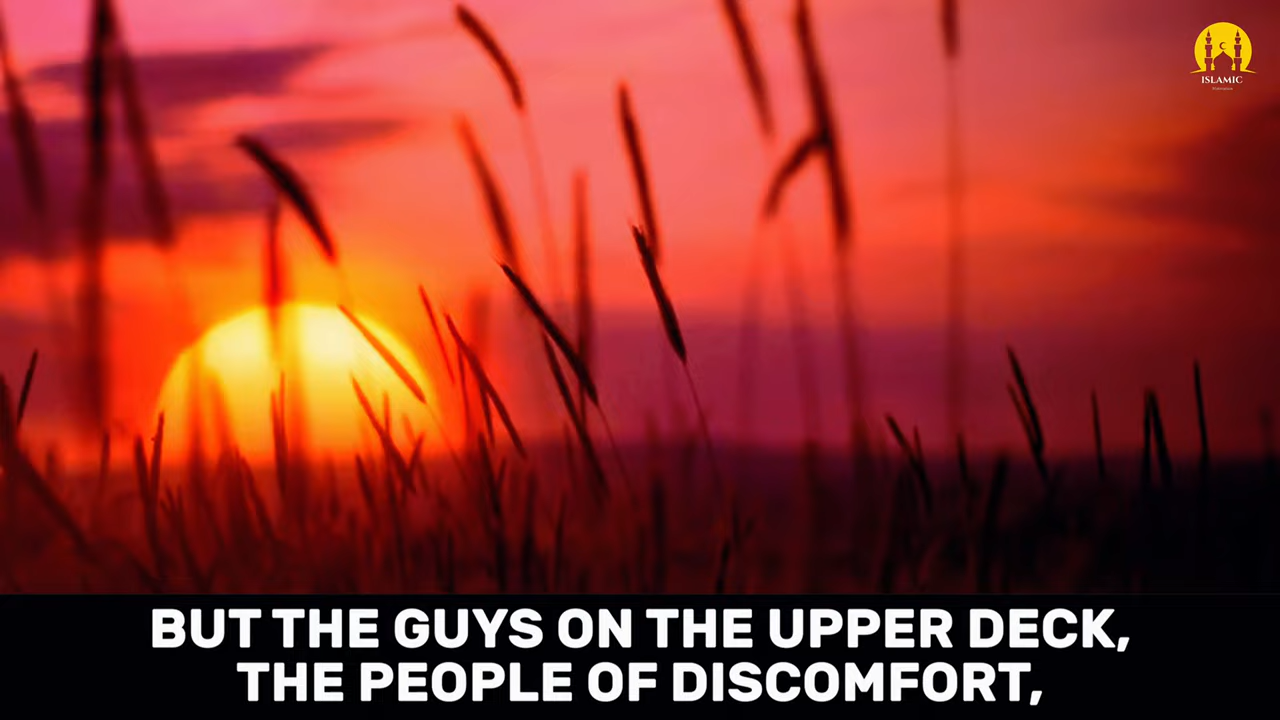 ISLAMIC
BUT THE GUYS ON THE UPPER DECK,
THE PEOPLE OF DISCOMFORT,